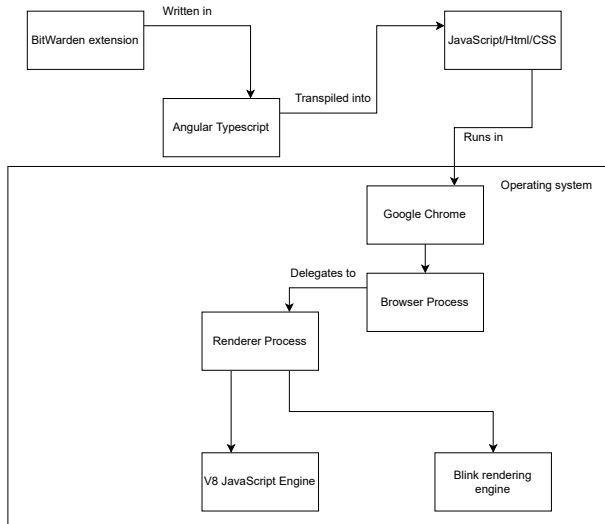 Written in
BitWarden extension
JavaScript/Html/CSS
Transpiled into
Angular Typescript
Runs in
Operating system
Google Chrome
Delegates to
Browser Process
Renderer Process
V8 JavaScript Engine
Blink rendering
engine